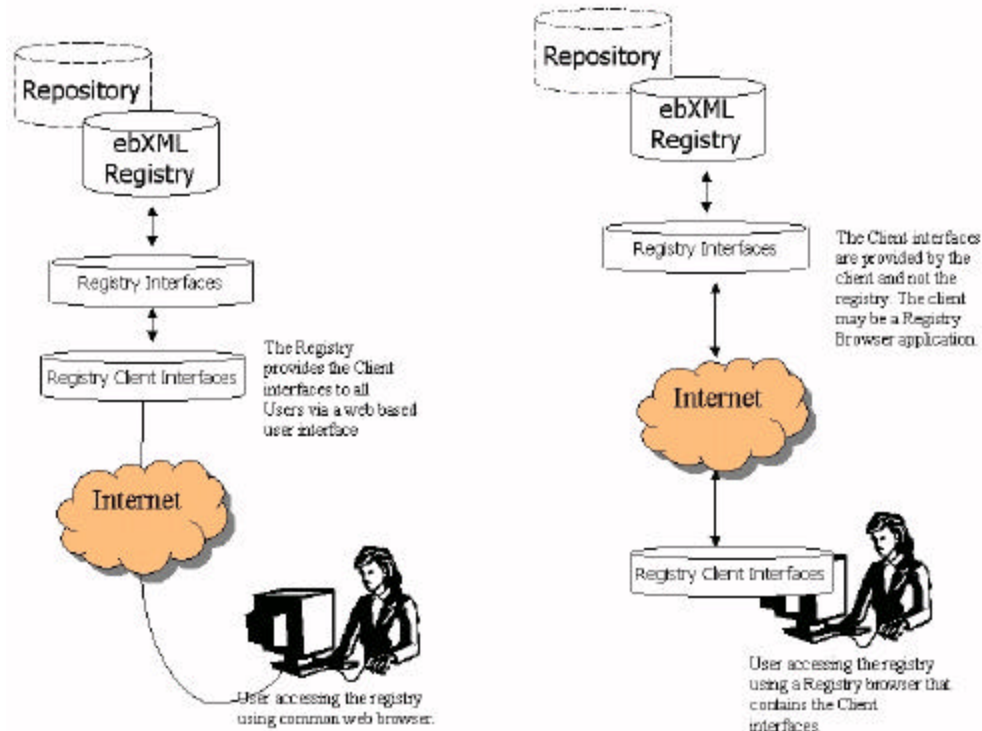 Repository
ebXML
Registry
Registry Interfaces
Registry Client Interfaces
The Registry
provides the Client
interfaces to all
Users via a web based
user interface
Internet
User accessing the registry
using common web browser.
Repository
ebXML
Registry
Registry Interfaces
The Client interfaces
are provided by the
client and not the
registry. The client
may be a Registry
Browser application.
Internet
Registry Client Interfaces
User accessing the registry
using a Registry browser that
contains the Client
interfaces.